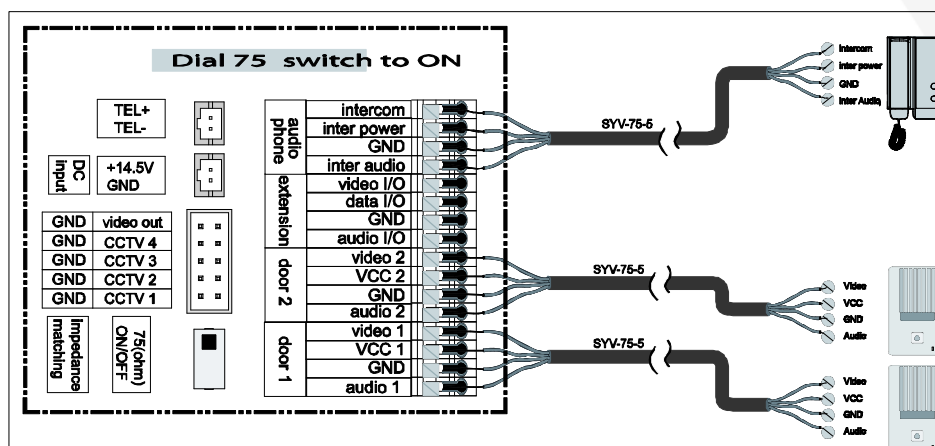 Dial 75 switch to ON
TEL+
TEL-
DC input
+14.5V
GND
GND video out
GND CCTV 4
GND CCTV 3
GND CCTV 2
GND CCTV 1
impedance matching
75(ohm) ON/OFF
audio phone
intercom
inter power
GND
inter audio
extension
video I/O
data I/O
GND
audio I/O
door 2
video 2
VCC 2
GND
audio 2
door 1
video 1
VCC 1
GND
audio 1
SYV-75-5
Intercom
Inter power
GND
Inter Audio
SYV-75-5
Video
VCC
GND
Audio
SYV-75-5
Video
VCC
GND
Audio